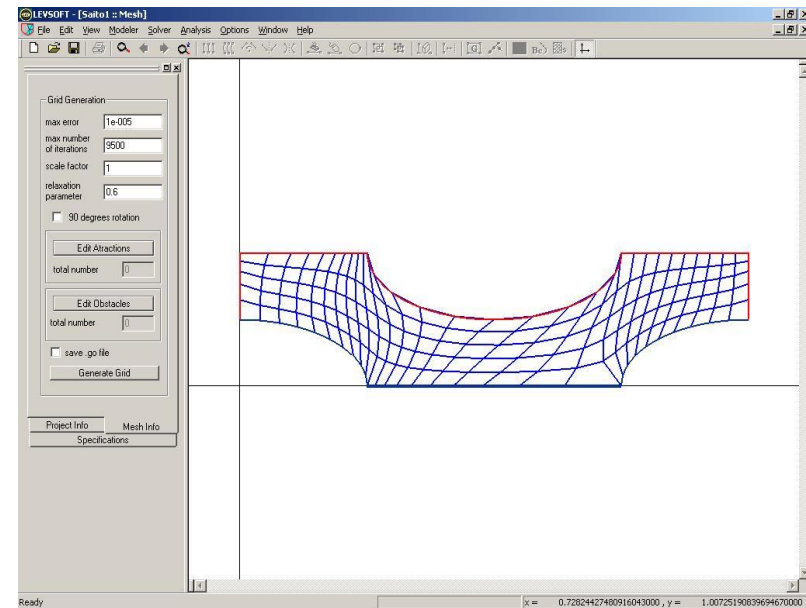 LEVSOFT - [Saito1 :: Mesh]
File Edit View Modeler Solver Analysis Options Window Help
Grid Generation
max error 1e-005
max number
of iterations 9500
scale factor 1
relaxation
parameter 0.6
90 degrees rotation
Edit Atractions
total number 0
Edit Obstacles
total number 0
save .go file
Generate Grid
Project Info Mesh Info
Specifications
Ready x = 0.72824427480916043000 , y = 1.00725190839694670000